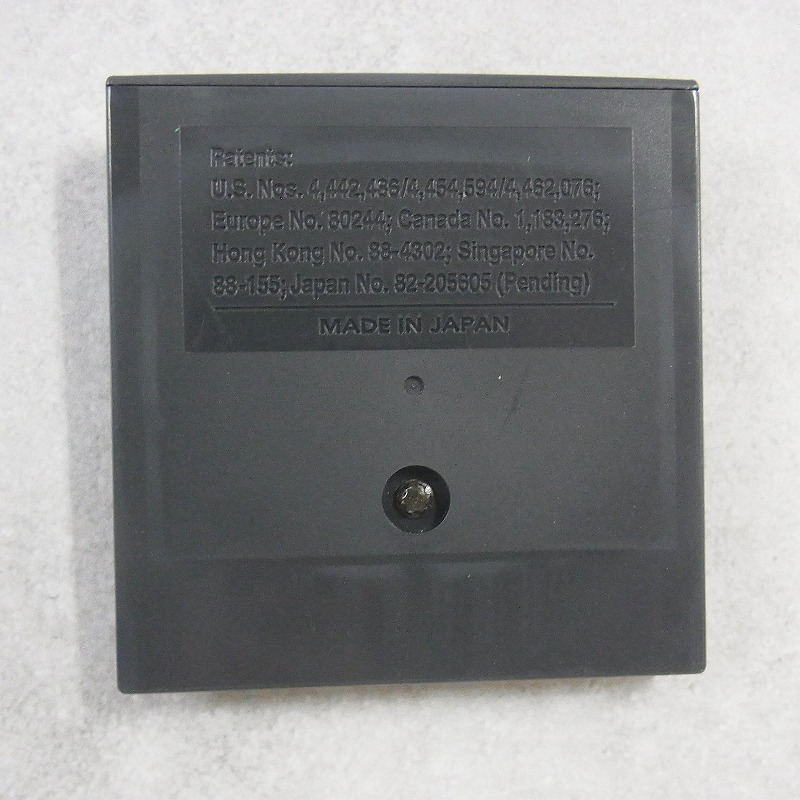 Patents:
U.S. Nos. 4,442,486/4,454,594/4,462,076;
Europe No. 80244; Canada No. 1,183,276;
Hong Kong No. 88-4302; Singapore No.
88-155; Japan No. 82-205605 (Pending)
MADE IN JAPAN